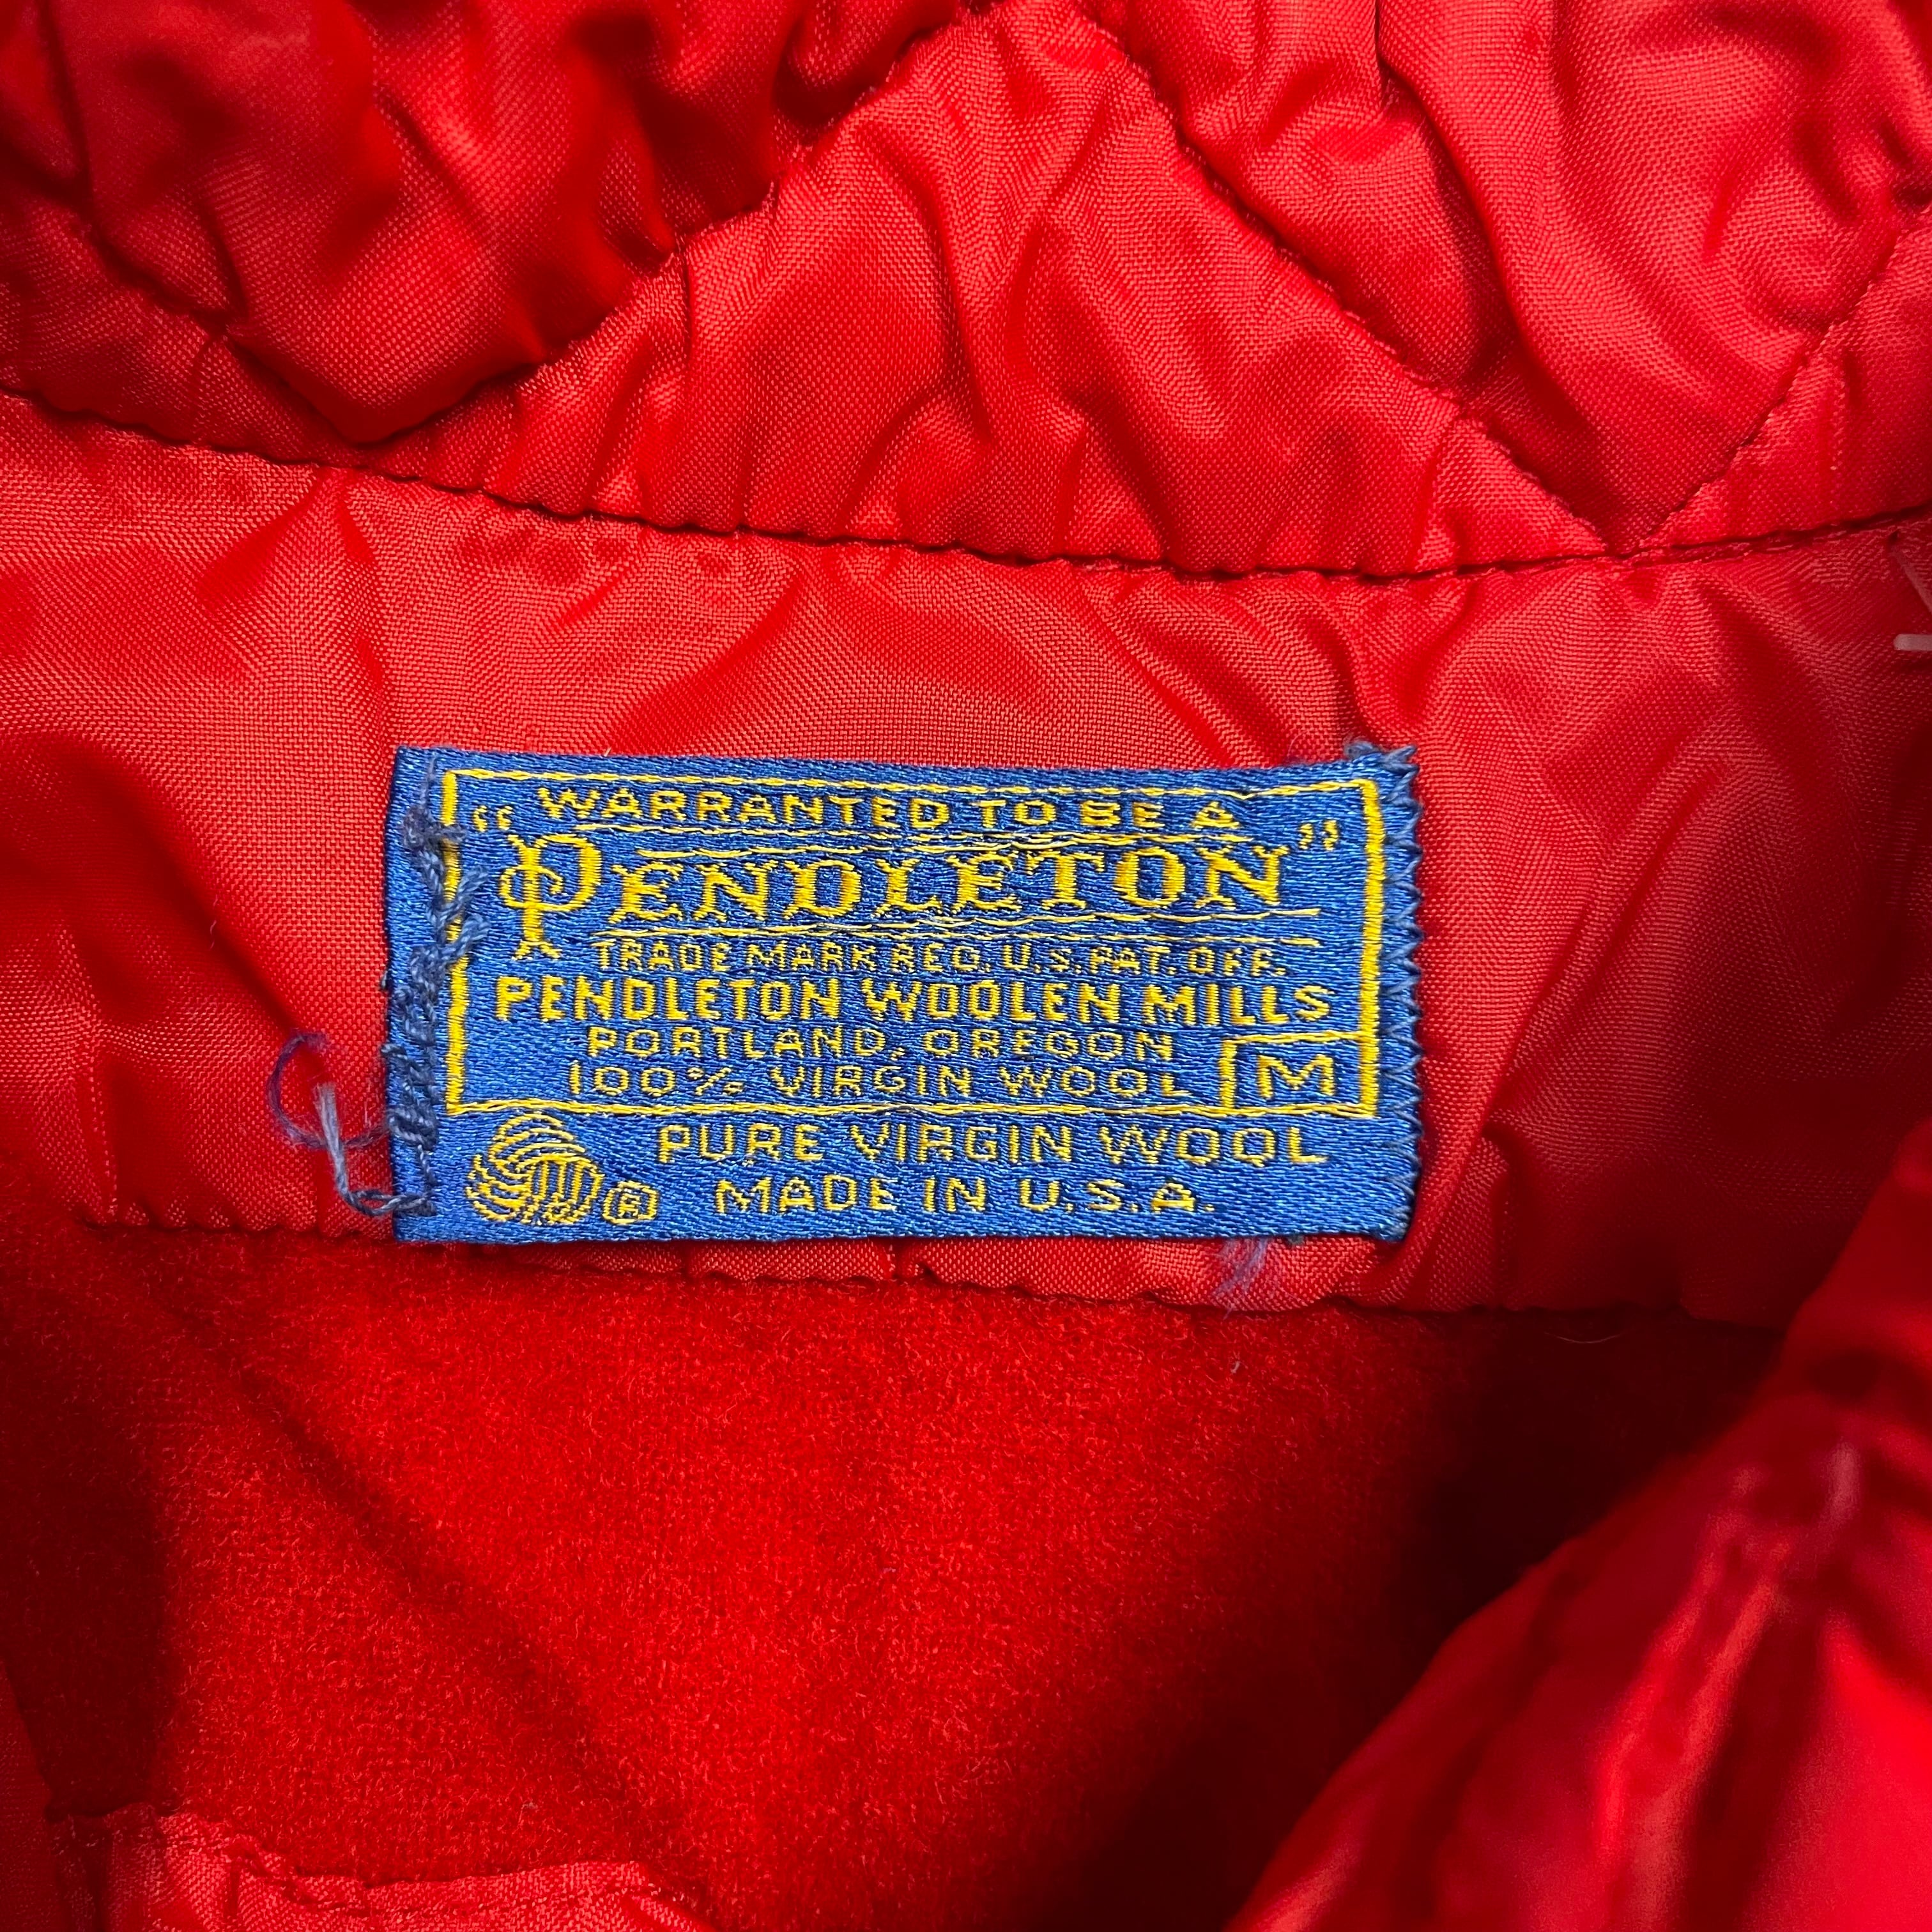 WARRANTED TO BE A
"PENDLETON"
TRADE MARK REG. U.S. PAT. OFF.
PENDLETON WOOLEN MILLS
PORTLAND, OREGON
100% VIRGIN WOOL M
PURE VIRGIN WOOL
® MADE IN U.S.A.